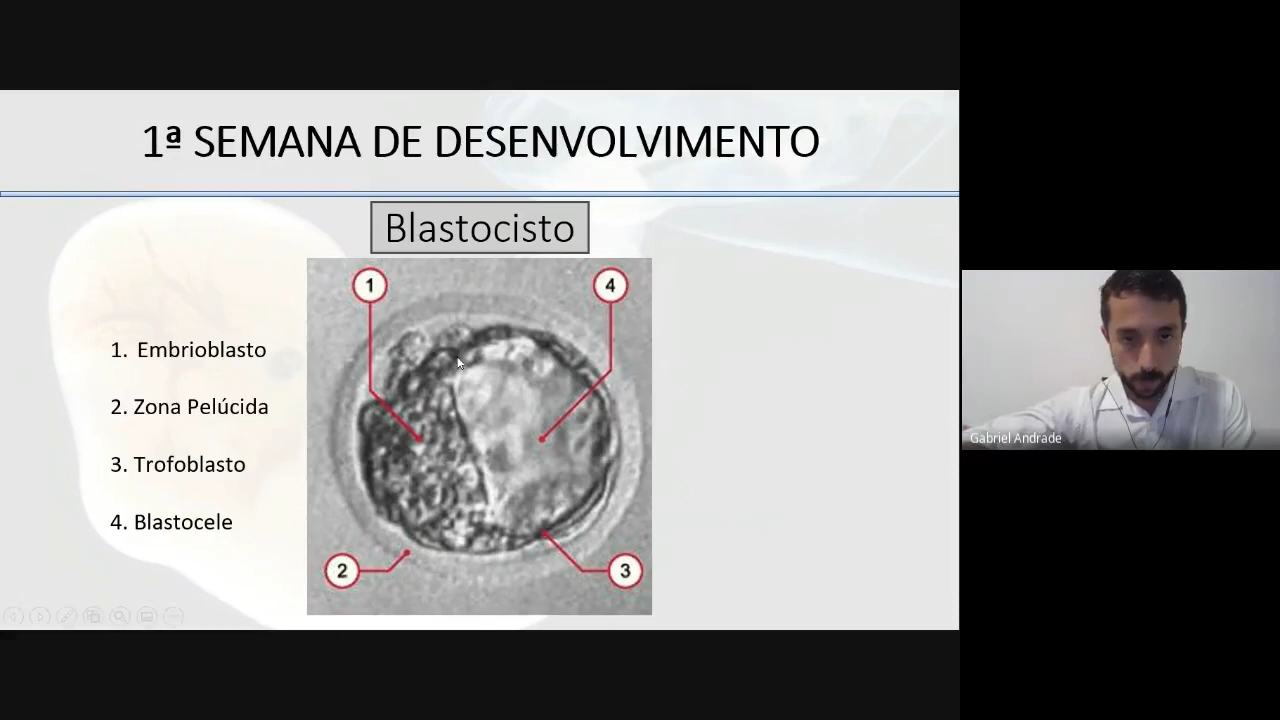 1ª SEMANA DE DESENVOLVIMENTO
Blastocisto
1
4
1. Embrioblasto
2. Zona Pelúcida
3. Trofoblasto
4. Blastocele
2
3
Gabriel Andrade